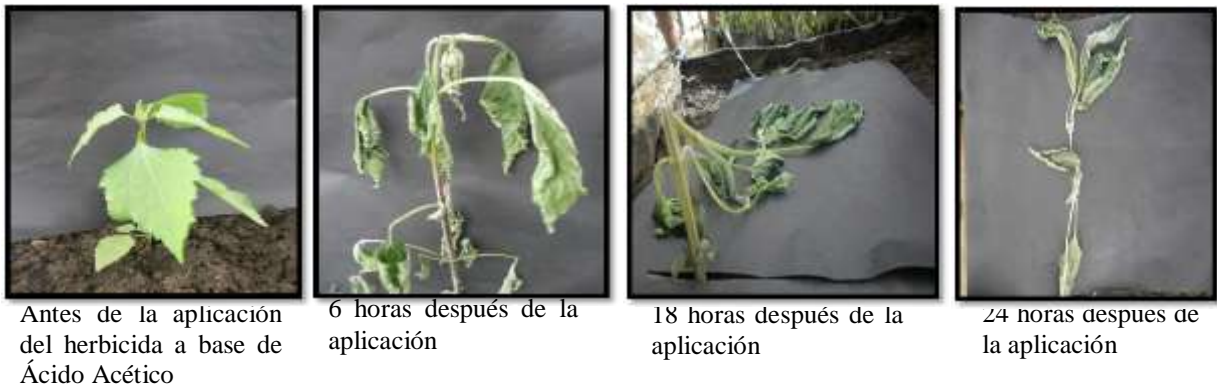 Antes de la aplicación
del herbicida a base de
Ácido Acético
6 horas después de la
aplicación
18 horas después de la
aplicación
24 horas después de
la aplicación